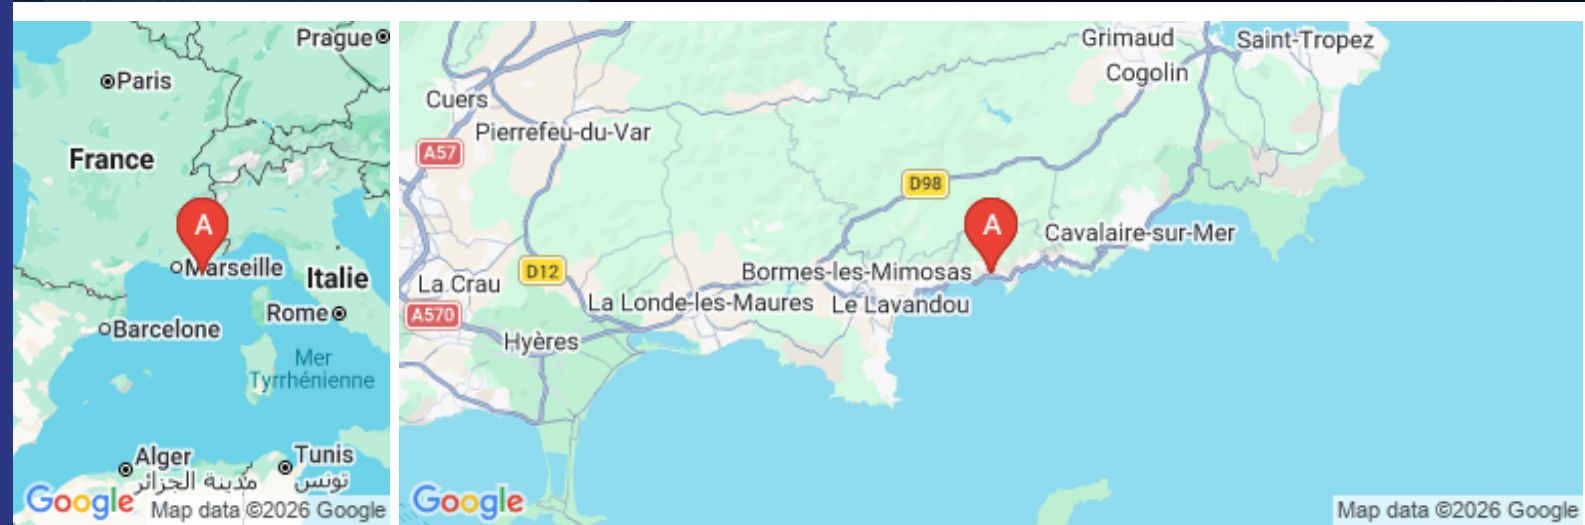 Prague
Paris
France
A
Marseille
Italie
Rome
Barcelone
Mer
Tyrrhénienne
Alger
مدينة الجزائر
Tunis
تونس
Google
Map data ©2026 Google
Grimaud
Saint-Tropez
Cogolin
Cuers
Pierrefeu-du-Var
A57
D98
A
Cavalaire-sur-Mer
D12
Bormes-les-Mimosas
La Crau
La Londe-les-Maures
Le Lavandou
A570
Hyères
Google
Map data ©2026 Google